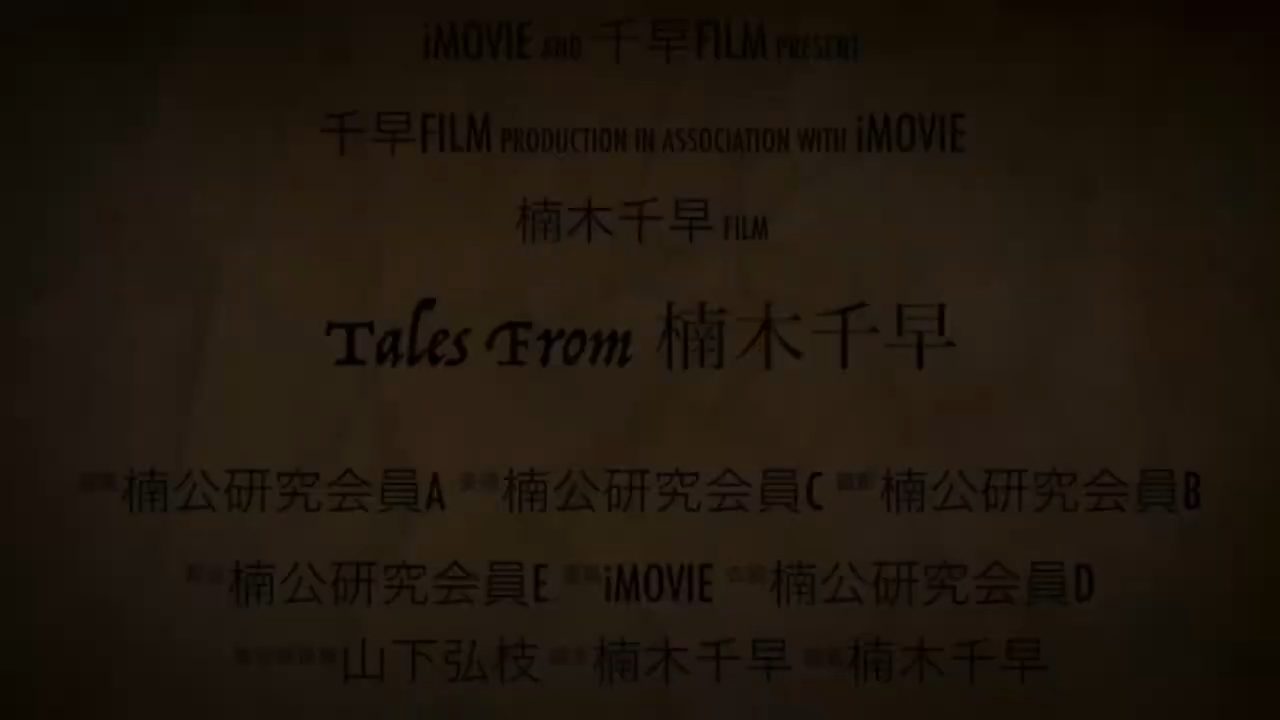 iMOVIE AND 千早FILM PRESENT
千早FILM PRODUCTION IN ASSOCIATION WITH iMOVIE
楠木千早 FILM
Tales From 楠木千早
楠公研究会員A 楠公研究会員C 楠公研究会員B
楠公研究会員E iMOVIE 楠公研究会員D
山下弘枝 楠木千早 楠木千早